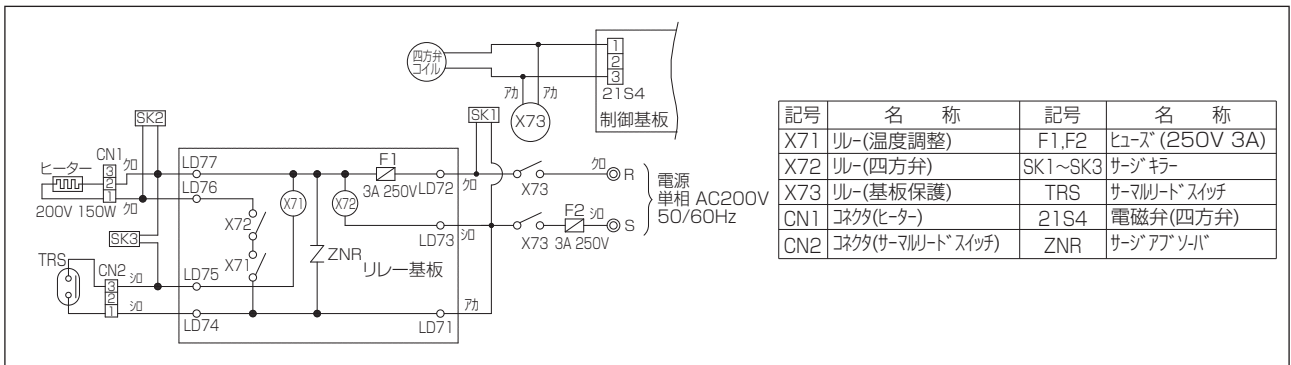 四方弁
コイル
1
2
3
21S4
制御基板
アカ
アカ
X73
SK1
SK2
SK3
ヒーター
CN1
3
2
1
クロ
クロ
200V 150W
LD77
LD76
X72
X71
X71
X72
F1
3A 250V
LD72
クロ
X73
クロ
R
LD73
シロ
X73
F2
3A 250V
シロ
S
電源
単相 AC200V
50/60Hz
ZNR
リレー基板
TRS
CN2
3
2
1
シロ
シロ
LD75
LD74
LD71
アカ
記号 名 称 記号 名 称
X71 リレー(温度調整) F1,F2 ヒューズ(250V 3A)
X72 リレー(四方弁) SK1~SK3 サージキラー
X73 リレー(基板保護) TRS サーマルリードスイッチ
CN1 コネクタ(ヒーター) 21S4 電磁弁(四方弁)
CN2 コネクタ(サーマルリードスイッチ) ZNR サージアブソーバ